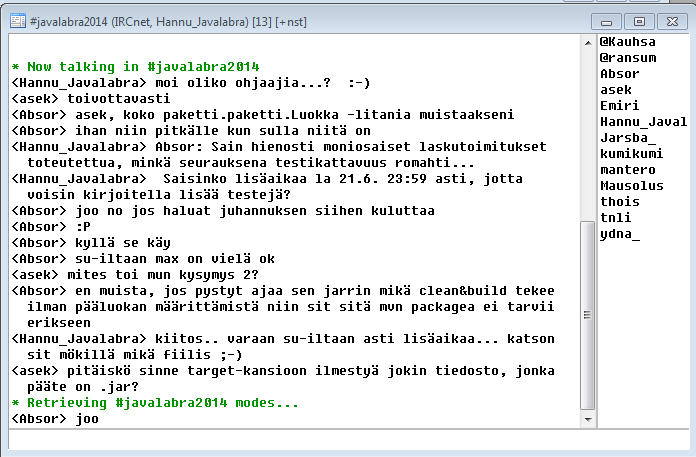 #javalabra2014 (IRCnet, Hannu_Javalabra) [13] [+nst]
* Now talking in #javalabra2014
<Hannu_Javalabra> moi oliko ohjaajia...?  :-)
<asek> toivottavasti
<Absor> asek, koko paketti.paketti.Luokka -litania muistaakseni
<Absor> ihan niin pitkälle kun sulla niitä on
<Hannu_Javalabra> Absor: Sain hienosti moniosaiset laskutoimitukset
toteutettua, minkä seurauksena testikattavuus romahti...
<Hannu_Javalabra>  Saisinko lisäaikaa la 21.6. 23:59 asti, jotta
voisin kirjoitella lisää testejä?
<Absor> joo no jos haluat juhannuksen siihen kuluttaa
<Absor> :P
<Absor> kyllä se käy
<Absor> su-iltaan max on vielä ok
<asek> mites toi mun kysymys 2?
<Absor> en muista, jos pystyt ajaa sen jarrin mikä clean&build tekee
ilman pääluokan määrittämistä niin sit sitä mvn packagea ei tarvii
erikseen
<Hannu_Javalabra> kiitos.. varaan su-iltaan asti lisäaikaa... katson
sit mökillä mikä fiilis ;-)
<asek> pitäiskö sinne target-kansioon ilmestyä jokin tiedosto, jonka
pääte on .jar?
* Retrieving #javalabra2014 modes...
<Absor> joo
@Kauhsa
@ransum
Absor
asek
Emiri
Hannu_Javal
Jarsba_
kumikumi
mantero
Mausolus
thois
tnli
ydna_